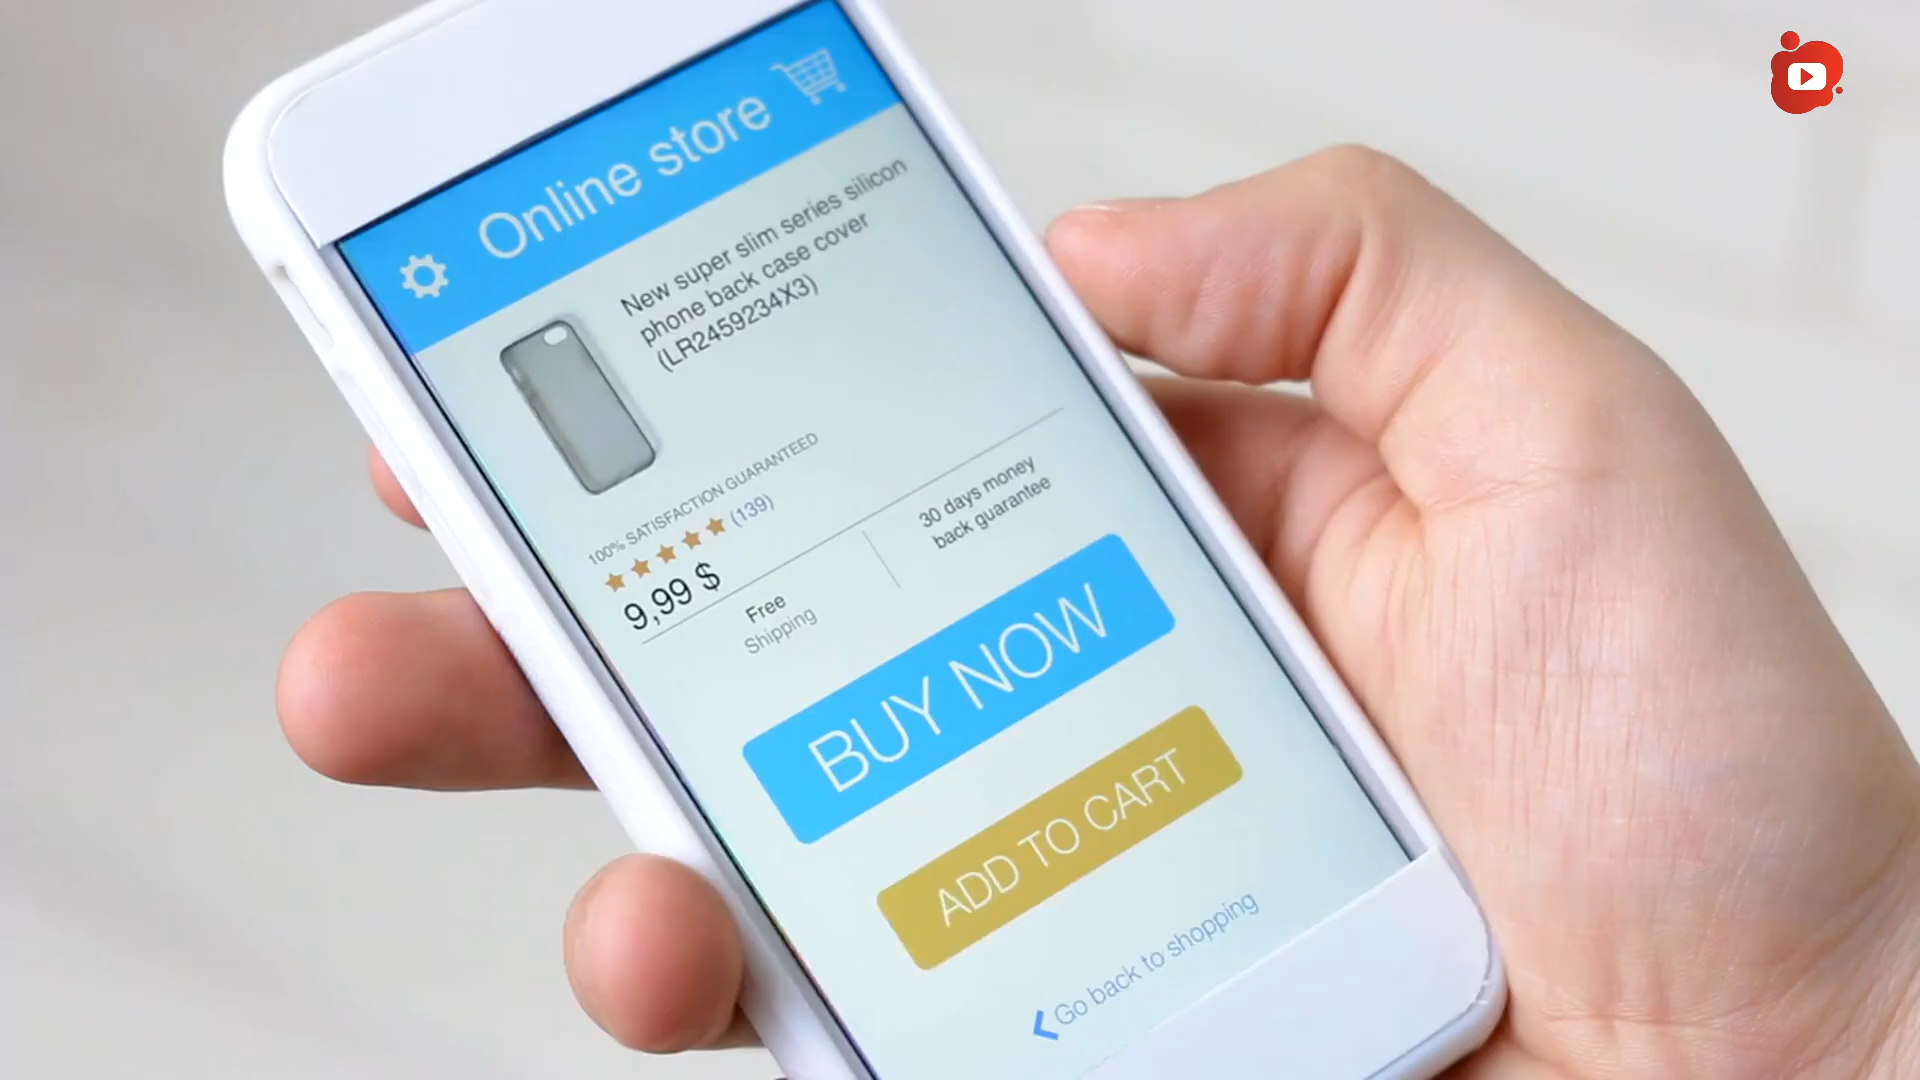 Online store
New super slim series silicon
phone back case cover
(LR2459234X3)
100% SATISFACTION GUARANTEED
(139)
9,99 $
Free
Shipping
30 days money
back guarantee
BUY NOW
ADD TO CART
Go back to shopping